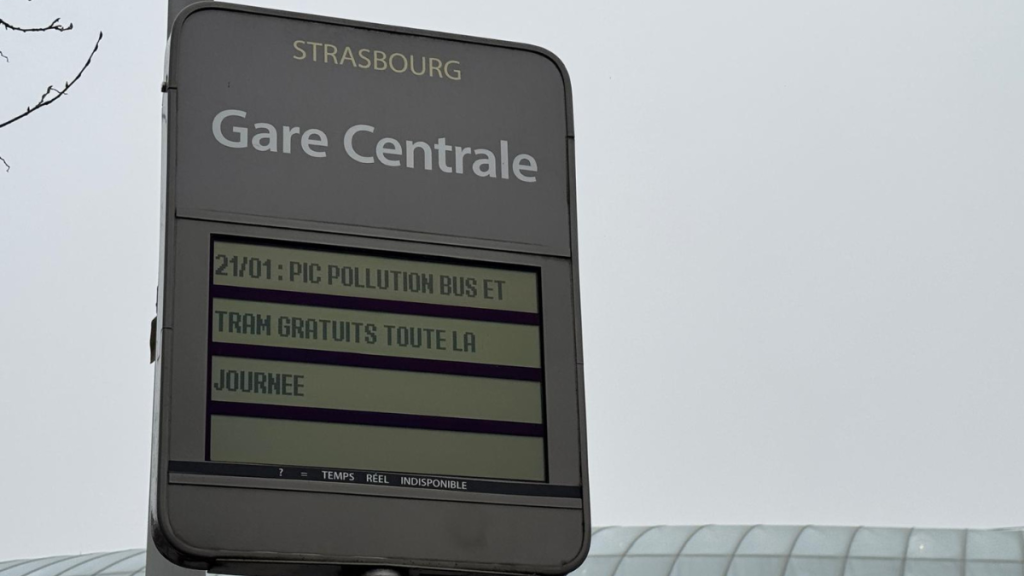 STRASBOURG
Gare Centrale
21/01 : PIC POLLUTION BUS ET
TRAM GRATUITS TOUTE LA
JOURNEE
? = TEMPS RÉEL INDISPONIBLE